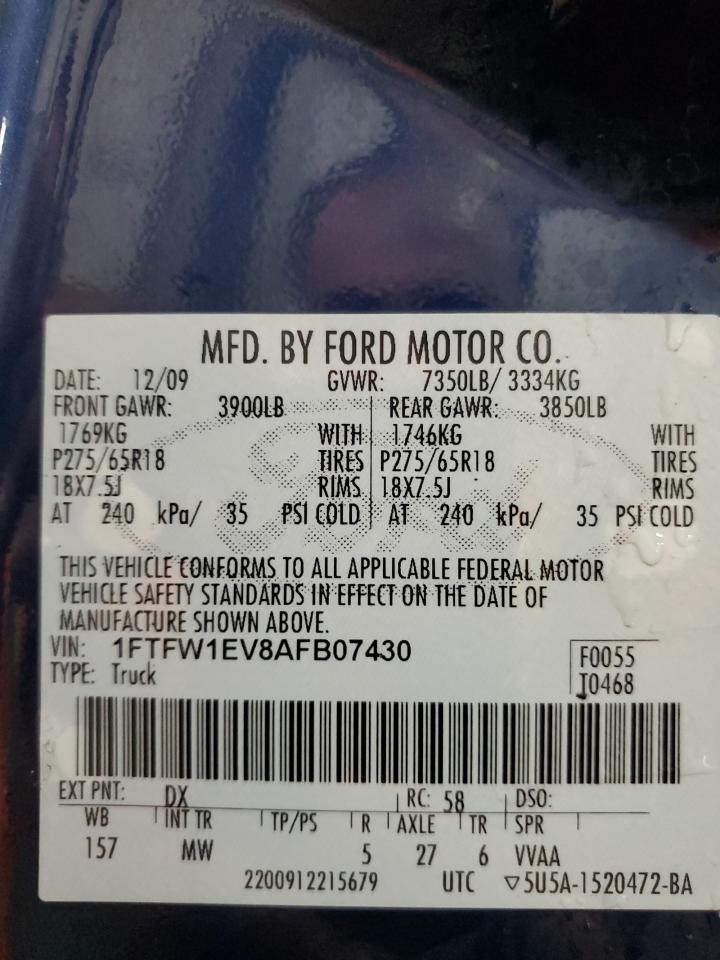 MFD. BY FORD MOTOR CO.
DATE: 12/09 GVWR: 7350LB/ 3334KG
FRONT GAWR: 3900LB REAR GAWR: 3850LB
1769KG WITH 1746KG WITH
P275/65R18 TIRES P275/65R18 TIRES
18X7.5J RIMS 18X7.5J RIMS
AT 240 kPa/ 35 PSI COLD AT 240 kPa/ 35 PSI COLD
THIS VEHICLE CONFORMS TO ALL APPLICABLE FEDERAL MOTOR
VEHICLE SAFETY STANDARDS IN EFFECT ON THE DATE OF
MANUFACTURE SHOWN ABOVE.
VIN: 1FTFW1EV8AFB07430 F0055
TYPE: Truck T0468
EXT PNT: DX RC: 58 DSO:
WB INT TR TP/PS R AXLE TR SPR
157 MW 5 27 6 VVAA
2200912215679 UTC ▽5U5A-1520472-BA
Ford